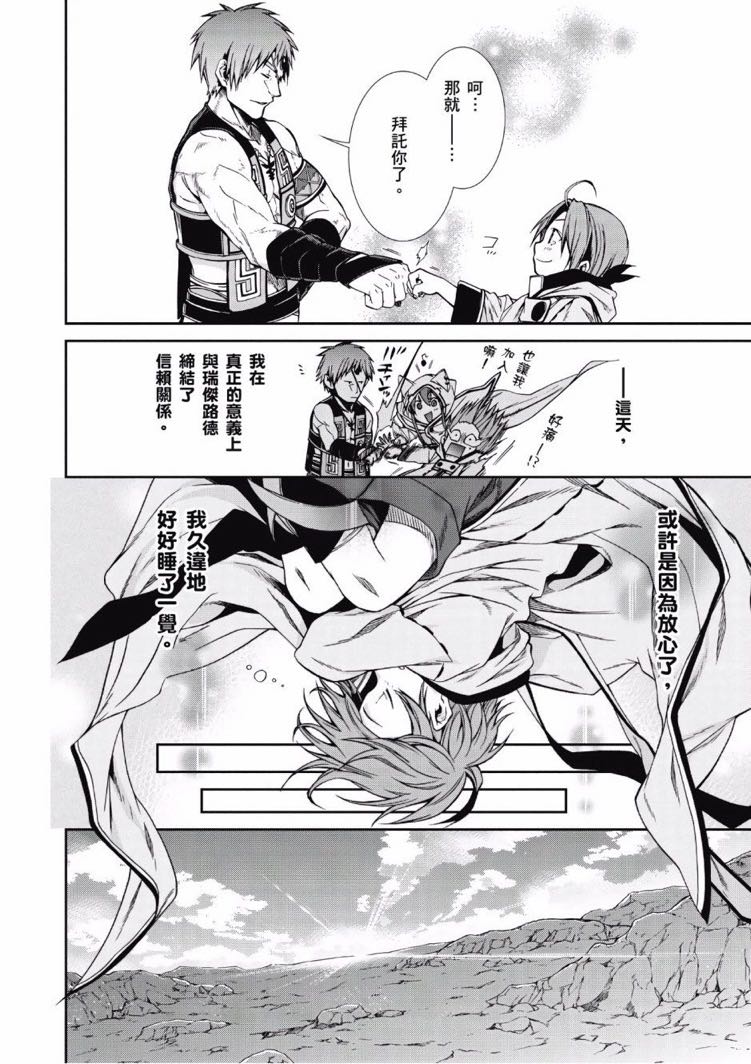 呵…
那就——…
拜託你了。
コ
——這天，
也讓我
加入
唷！
好痛—!?
我在
真正的意義上
與瑞傑路德
締結了
信賴關係。
或許是因為放心了，
我久違地
好好睡了一覺。